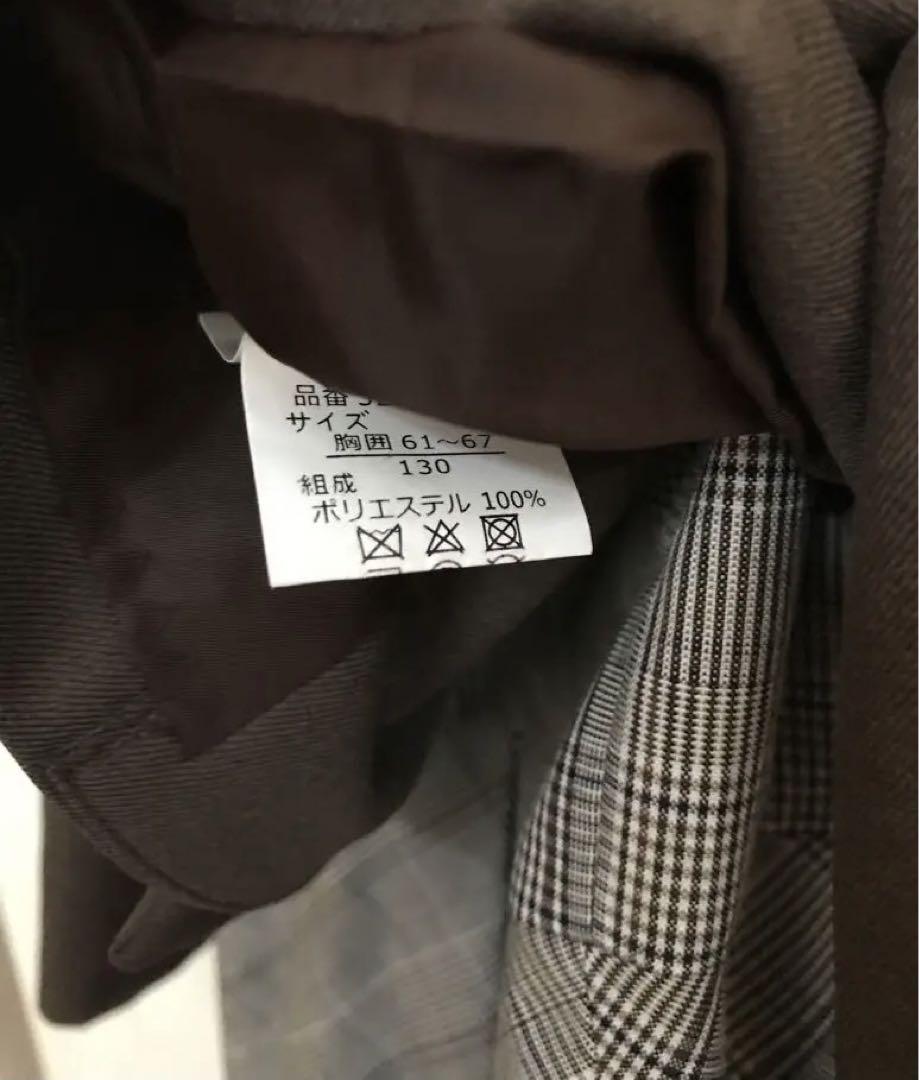 品番
サイズ
胸囲 61～67
130
組成
ポリエステル 100%